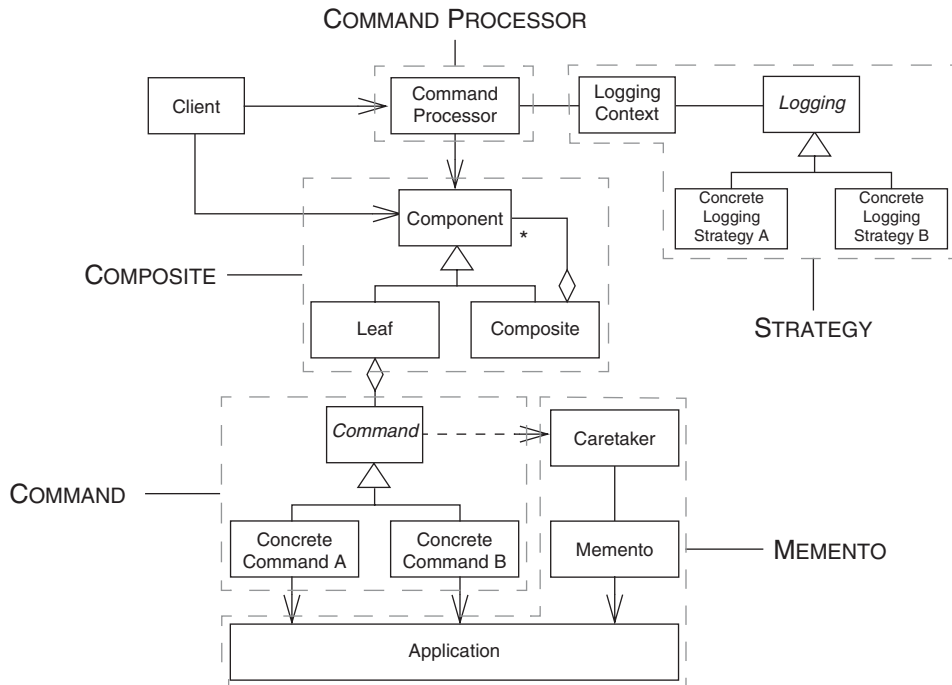 COMMAND PROCESSOR
Client
Command
Processor
Logging
Context
Logging
Concrete
Logging
Strategy A
Concrete
Logging
Strategy B
Component
*
COMPOSITE
Leaf
Composite
STRATEGY
Command
Caretaker
COMMAND
Concrete
Command A
Concrete
Command B
Memento
MEMENTO
Application